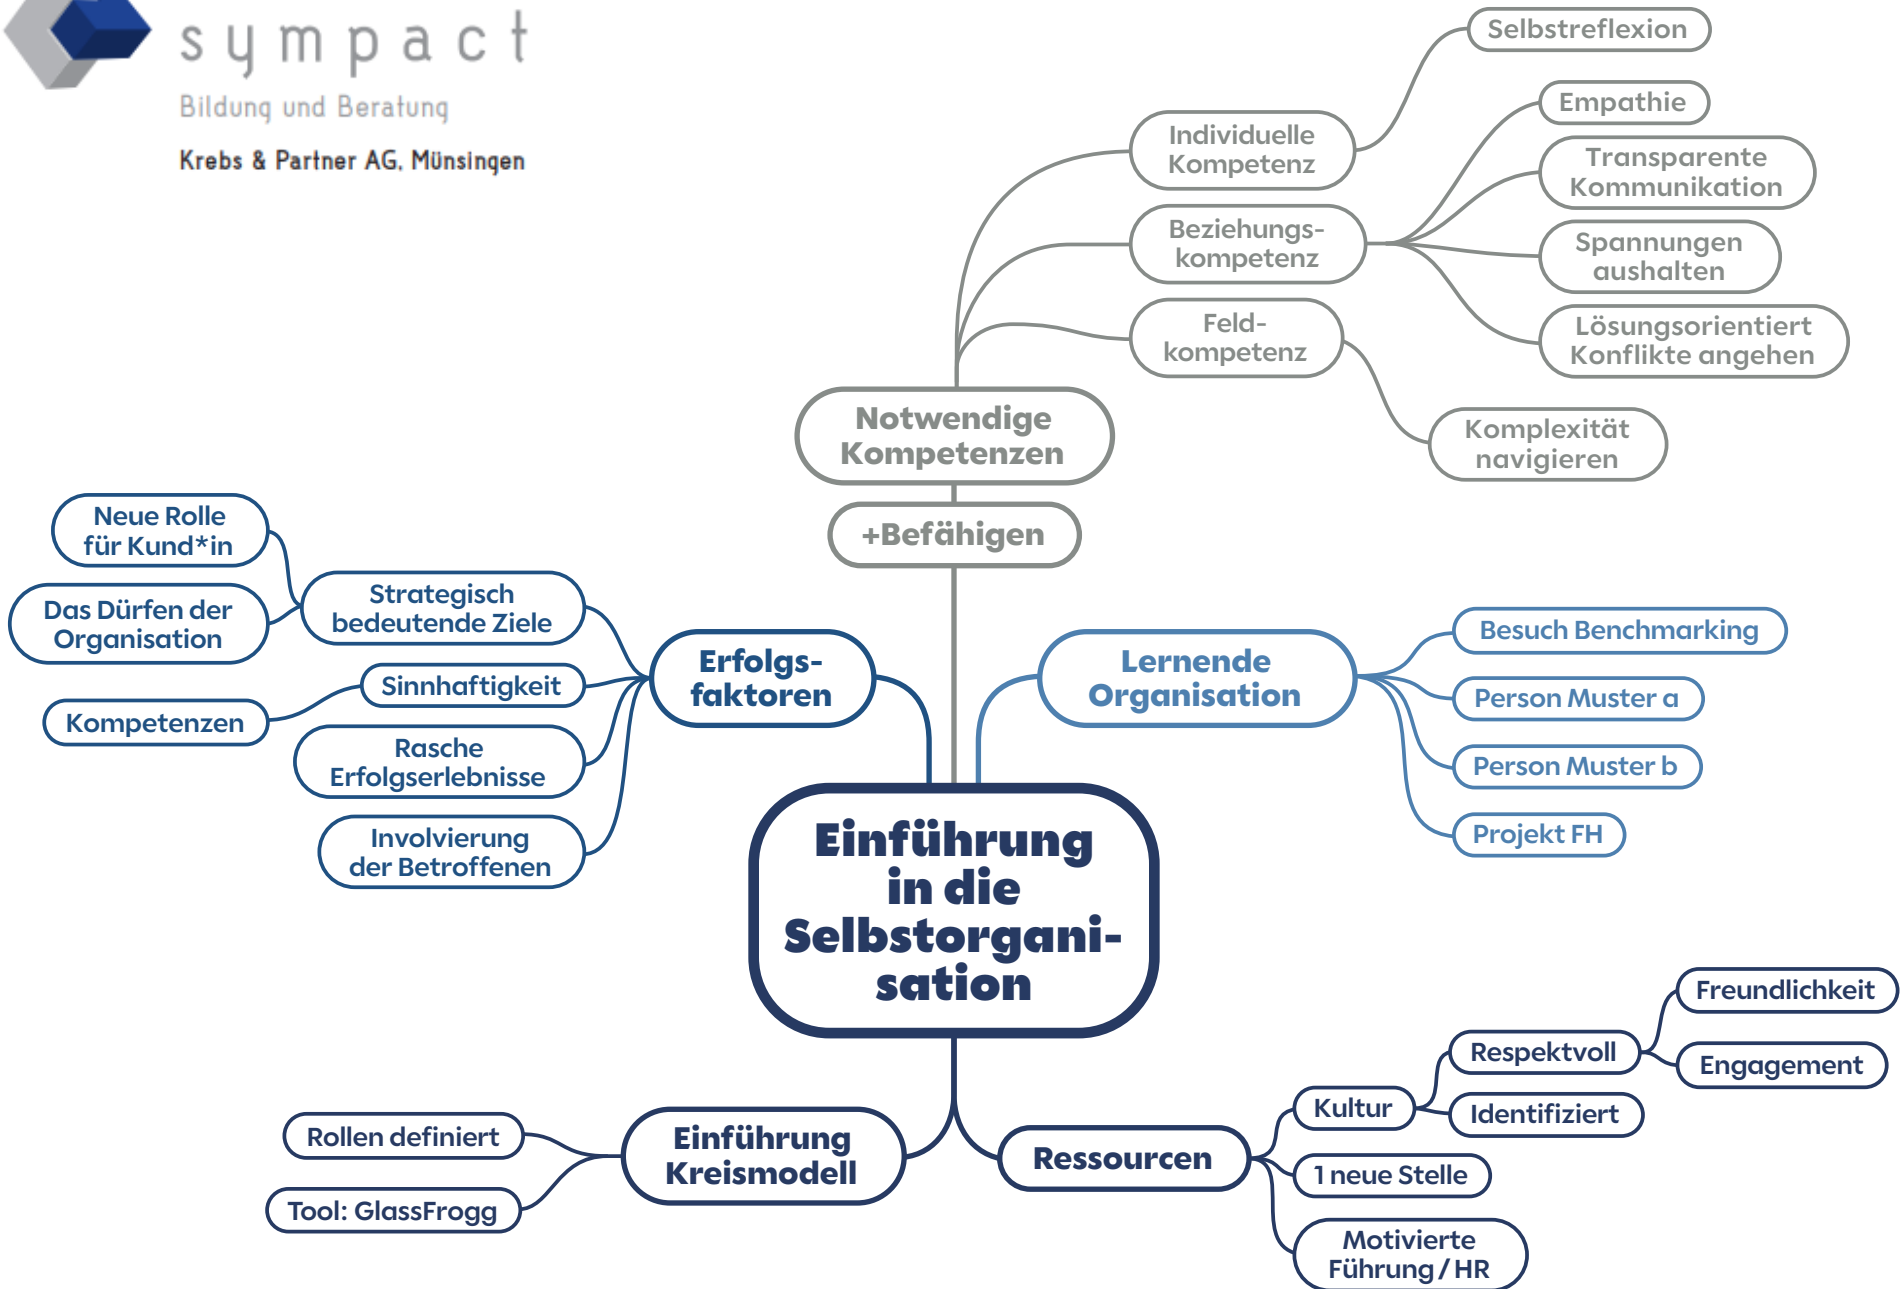 sympact
Bildung und Beratung
Krebs & Partner AG, Münsingen
Selbstreflexion
Empathie
Individuelle
Kompetenz
Transparente
Kommunikation
Beziehungs-
kompetenz
Spannungen
aushalten
Feld-
kompetenz
Lösungsorientiert
Konflikte angehen
Komplexität
navigieren
Notwendige
Kompetenzen
+Befähigen
Neue Rolle
für Kund*in
Das Dürfen der
Organisation
Strategisch
bedeutende Ziele
Sinnhaftigkeit
Kompetenzen
Rasche
Erfolgserlebnisse
Involvierung
der Betroffenen
Erfolgs-
faktoren
Lernende
Organisation
Besuch Benchmarking
Person Muster a
Person Muster b
Projekt FH
Einführung
in die
Selbstorgani-
sation
Rollen definiert
Tool: GlassFrogg
Einführung
Kreismodell
Ressourcen
Kultur
Respektvoll
Freundlichkeit
Engagement
Identifiziert
1 neue Stelle
Motivierte
Führung / HR